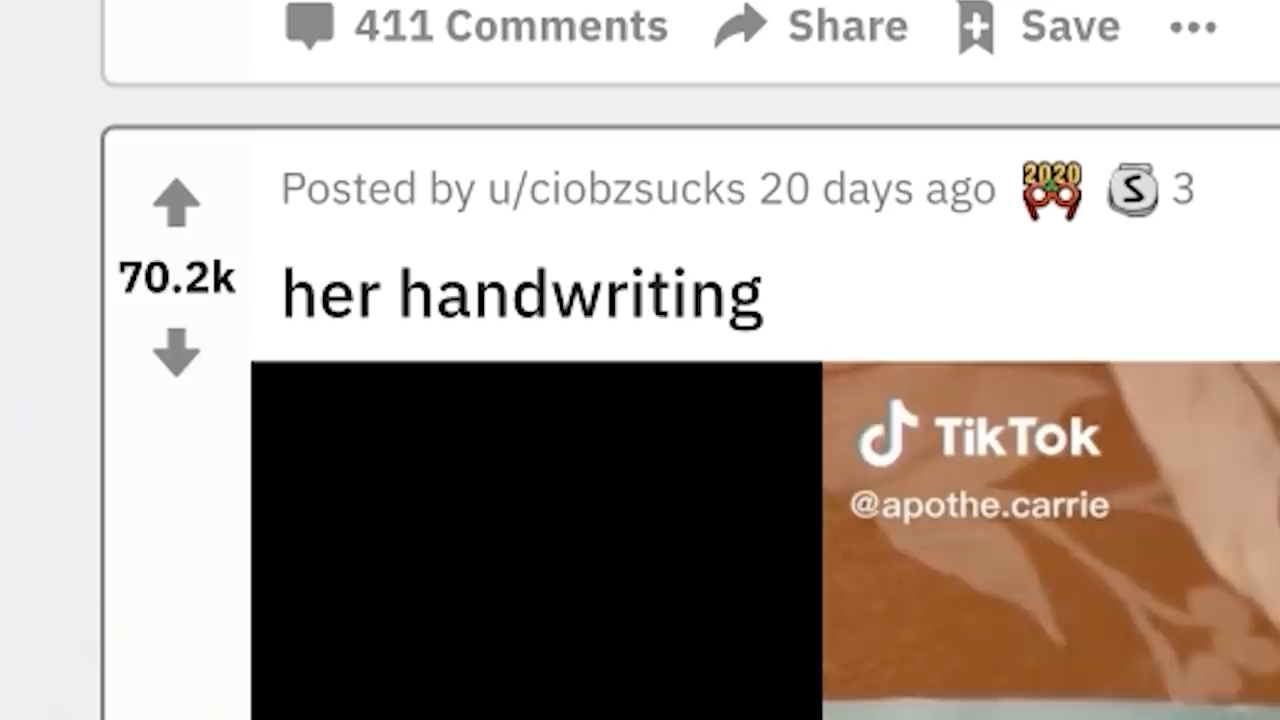 411 Comments Share Save •••
Posted by u/ciobzsucks 20 days ago 2020 S 3
70.2k
her handwriting
TikTok
@apothe.carrie